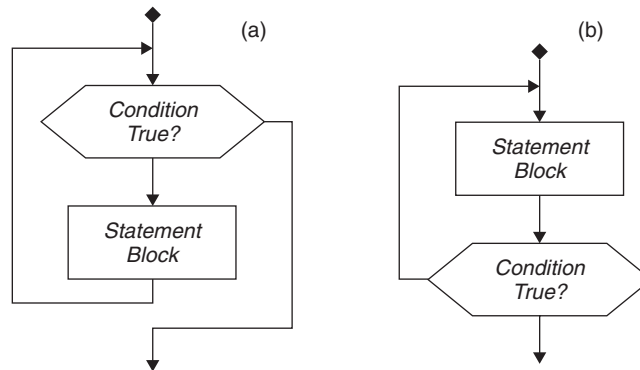 (a)
Condition
True?
Statement
Block
(b)
Statement
Block
Condition
True?